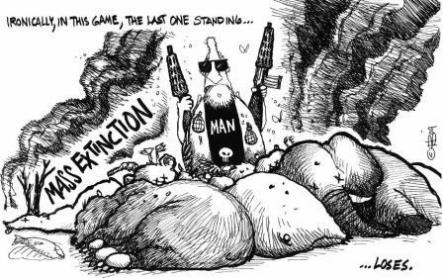 IRONICALLY, IN THIS GAME, THE LAST ONE STANDING...
MAN
MASS EXTINCTION
...LOSES.